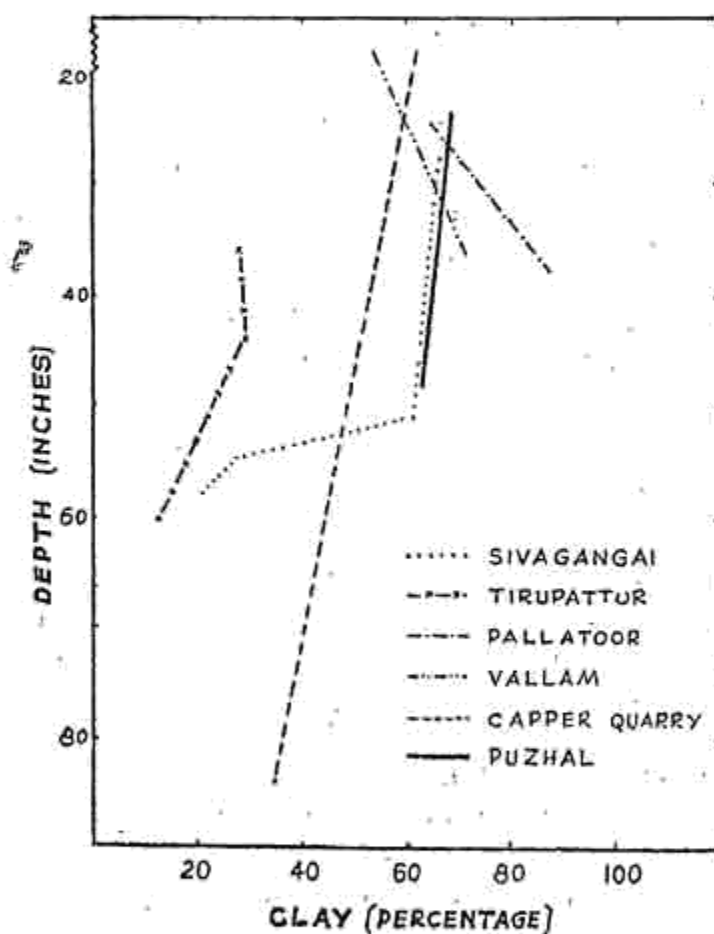 20
40
60
80
DEPTH (INCHES)
SIVAGANGAI
TIRUPATTUR
PALLATOOR
VALLAM
CAPPER QUARRY
PUZHAL
20 40 60 80 100
CLAY (PERCENTAGE)